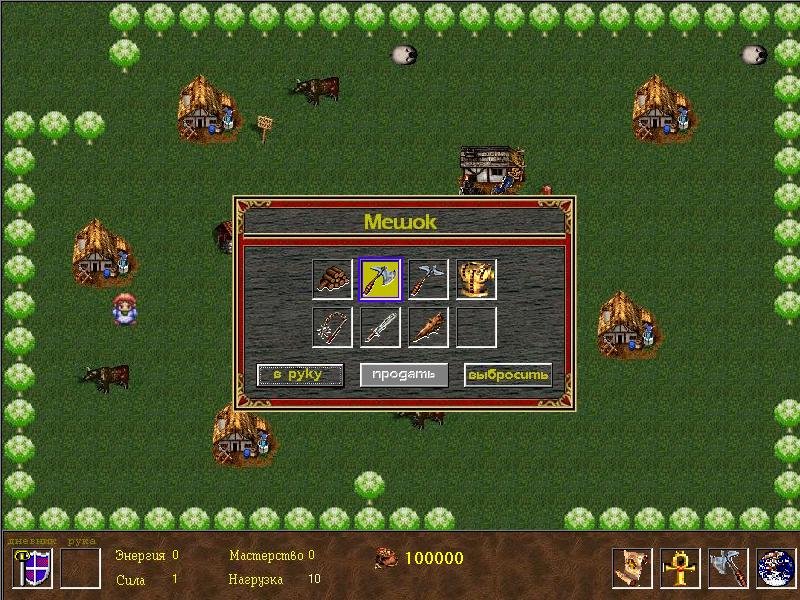 Мешок
в руку продать выбросить
дневник рука
Энергия 0 Мастерство 0 100000
Сила 1 Нагрузка 10